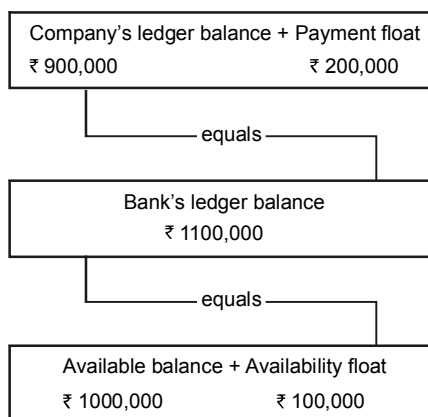 Company's ledger balance + Payment float
₹ 900,000 ₹ 200,000
equals
Bank's ledger balance
₹ 1100,000
equals
Available balance + Availability float
₹ 1000,000 ₹ 100,000